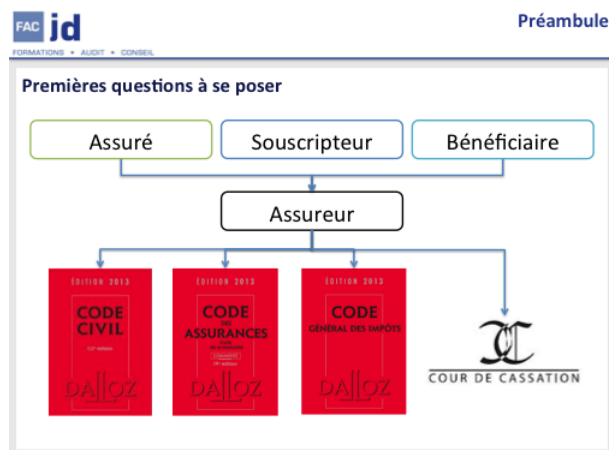 FAC jd
FORMATIONS • AUDIT • CONSEIL
Préambule
Premières questions à se poser
Assuré
Souscripteur
Bénéficiaire
Assureur
ÉDITION 2013
CODE
CIVIL
DALLOZ
ÉDITION 2013
CODE
DES
ASSURANCES
DALLOZ
ÉDITION 2013
CODE
GÉNÉRAL DES IMPÔTS
DALLOZ
COUR DE CASSATION